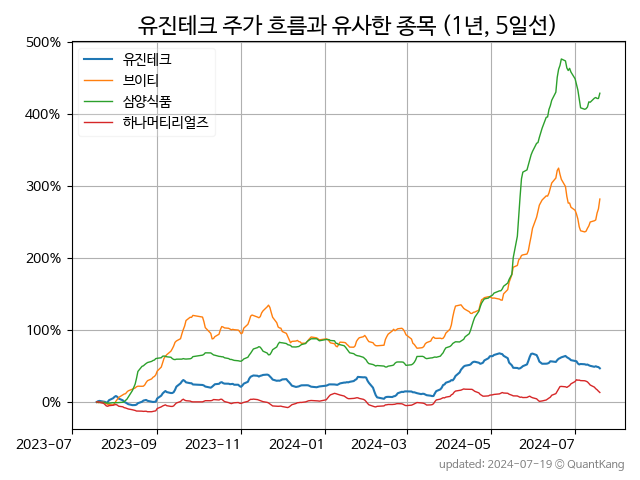 유진테크 주가 흐름과 유사한 종목 (1년, 5일선)
500%
400%
300%
200%
100%
0%
유진테크
브이티
삼양식품
하나머티리얼즈
2023-07 2023-09 2023-11 2024-01 2024-03 2024-05 2024-07
updated: 2024-07-19 © QuantKang